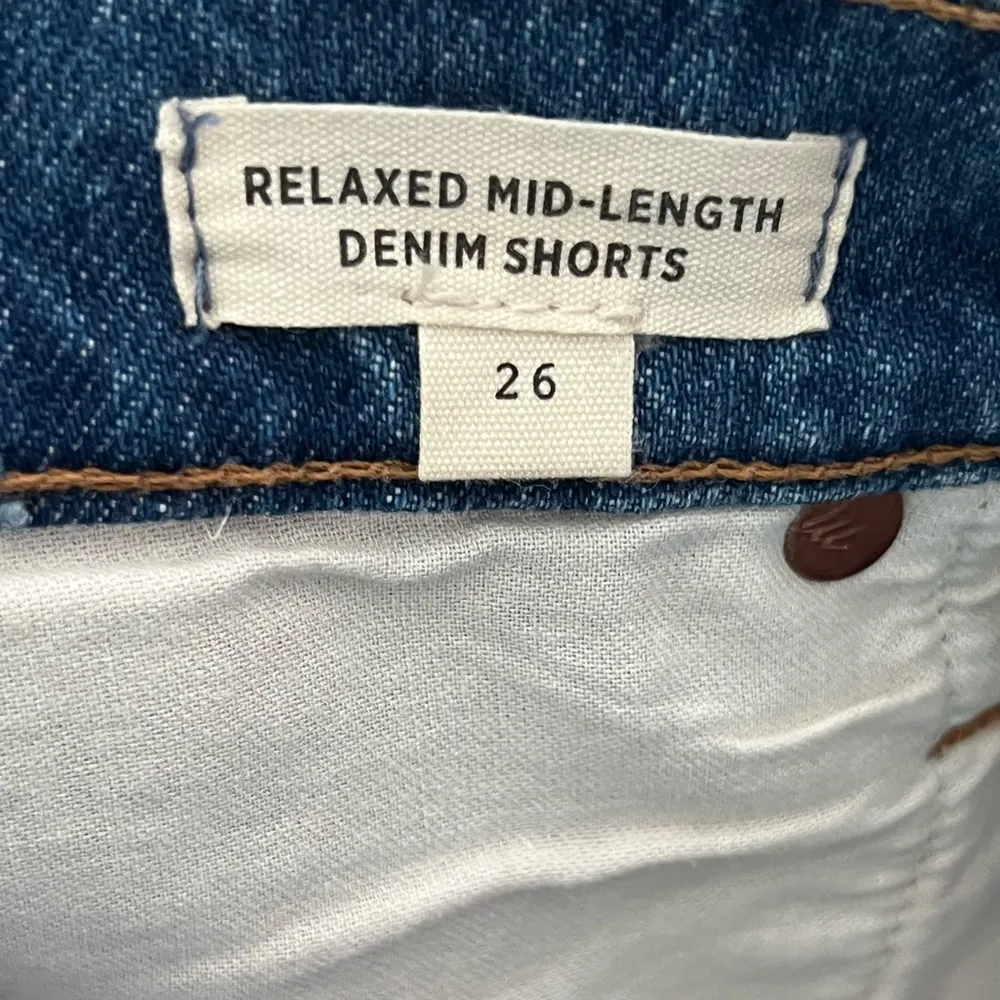 RELAXED MID-LENGTH
DENIM SHORTS
26